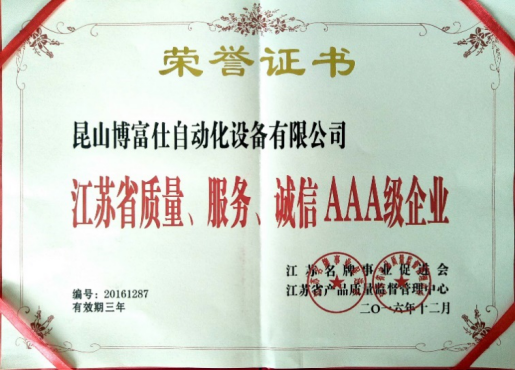 荣誉证书
昆山博富仕自动化设备有限公司
江苏省质量、服务、诚信AAA级企业
江苏名牌事业促进会
江苏省产品质量监督管理中心
二〇一六年十二月
编号：20161287
有效期三年